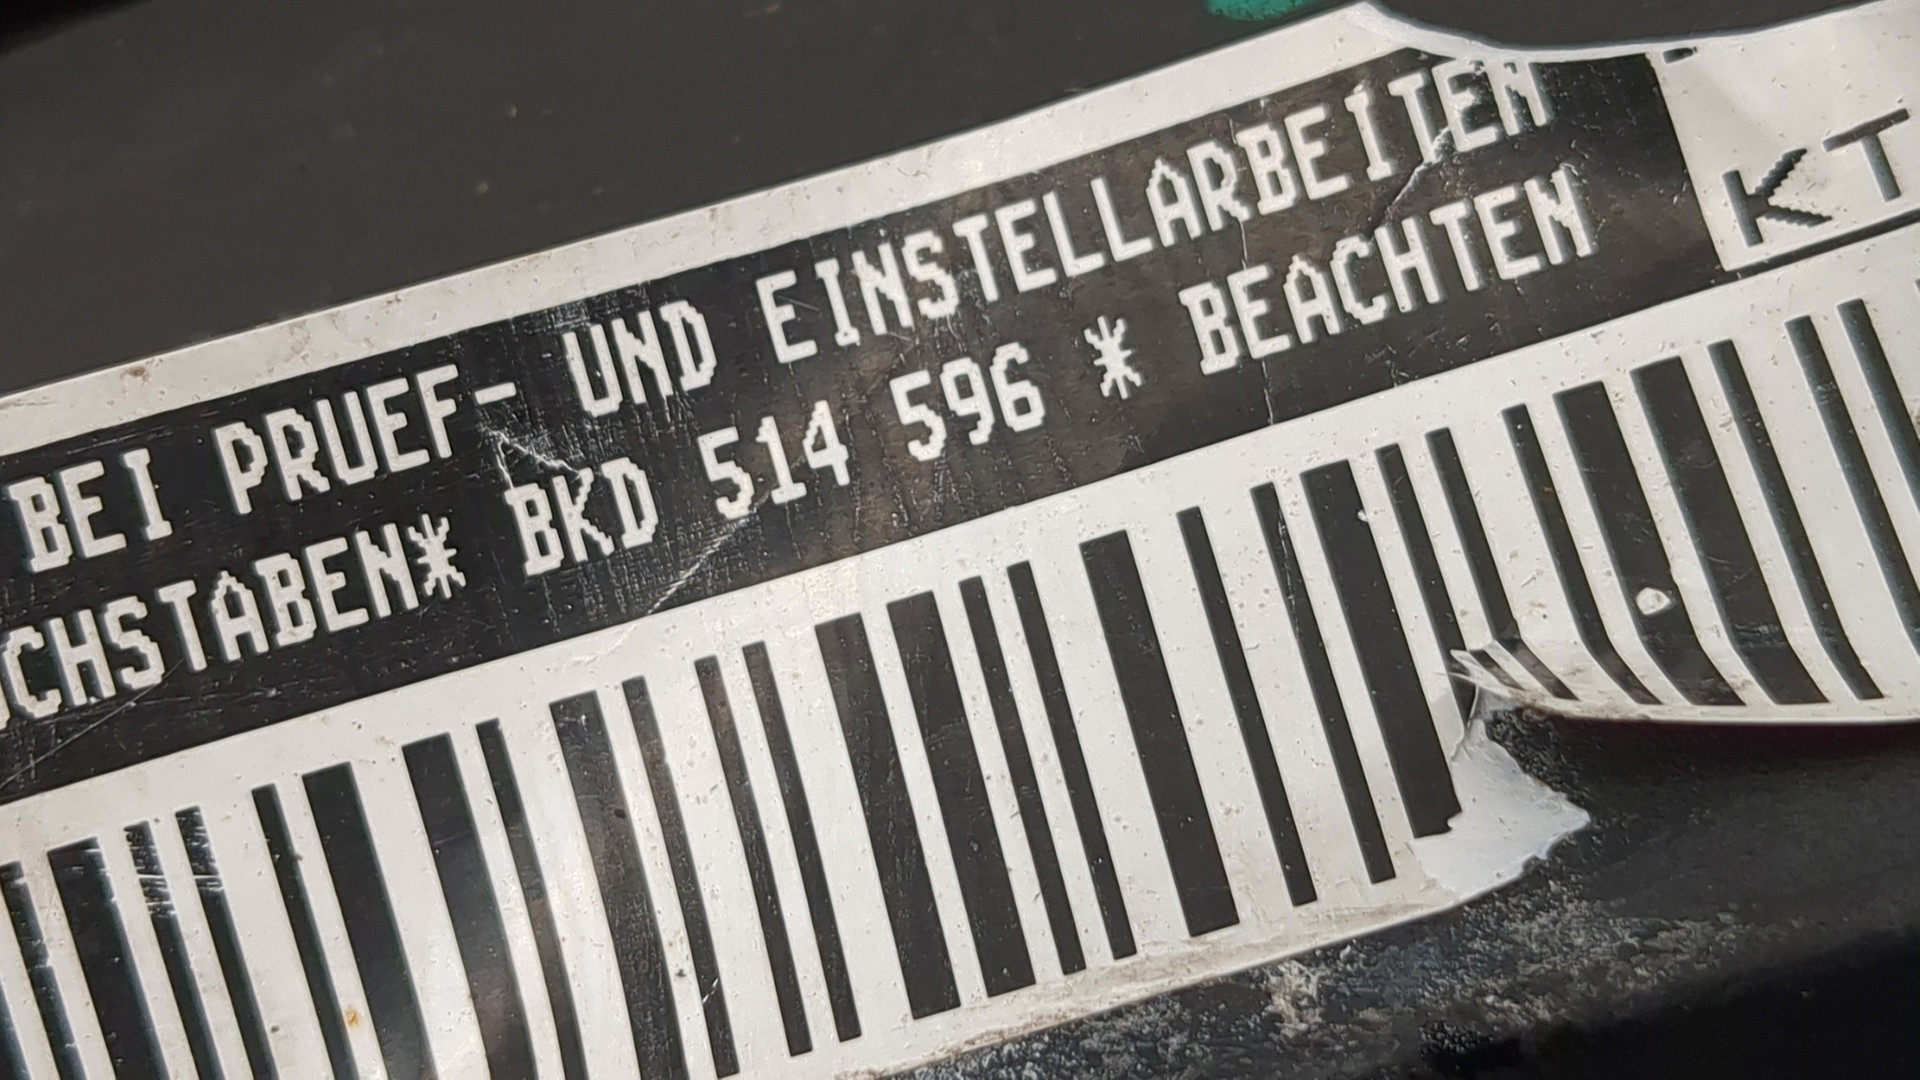 BEI PRUEF- UND EINSTELLARBEITEN
CHSTABEN* BKD 514 596 * BEACHTEN
KT